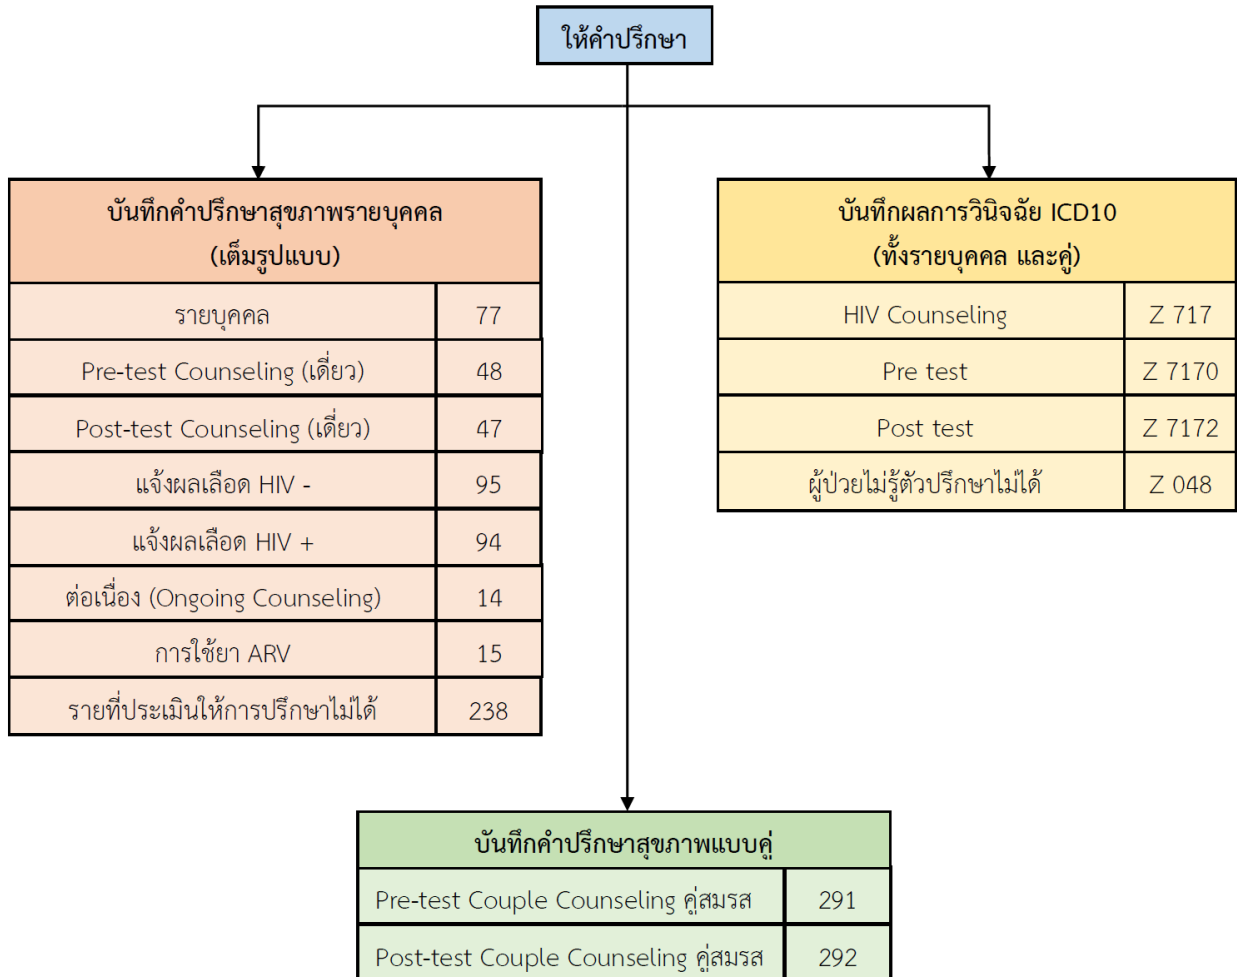 ให้คำปรึกษา
บันทึกคำปรึกษาสุขภาพรายบุคคล
(เต็มรูปแบบ)
รายบุคคล 77
Pre-test Counseling (เดี่ยว) 48
Post-test Counseling (เดี่ยว) 47
แจ้งผลเลือด HIV - 95
แจ้งผลเลือด HIV + 94
ต่อเนื่อง (Ongoing Counseling) 14
การใช้ยา ARV 15
รายที่ประเมินให้การปรึกษาไม่ได้ 238
บันทึกผลการวินิจฉัย ICD10
(ทั้งรายบุคคล และคู่)
HIV Counseling Z 717
Pre test Z 7170
Post test Z 7172
ผู้ป่วยไม่รู้ตัวปรึกษาไม่ได้ Z 048
บันทึกคำปรึกษาสุขภาพแบบคู่
Pre-test Couple Counseling คู่สมรส 291
Post-test Couple Counseling คู่สมรส 292